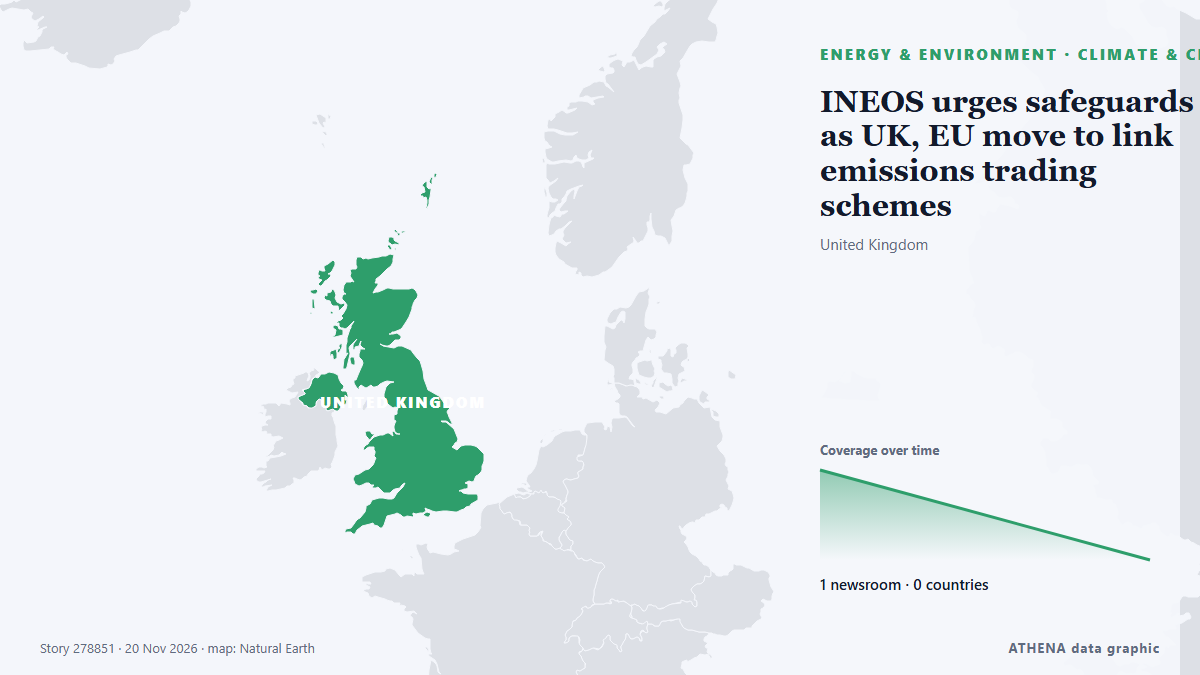 ENERGY & ENVIRONMENT · CLIMATE &
INEOS urges safeguards
as UK, EU move to link
emissions trading
schemes
United Kingdom
UNITED KINGDOM
Coverage over time
1 newsroom · 0 countries
Story 278851 · 20 Nov 2026 · map: Natural Earth
ATHENA data graphic